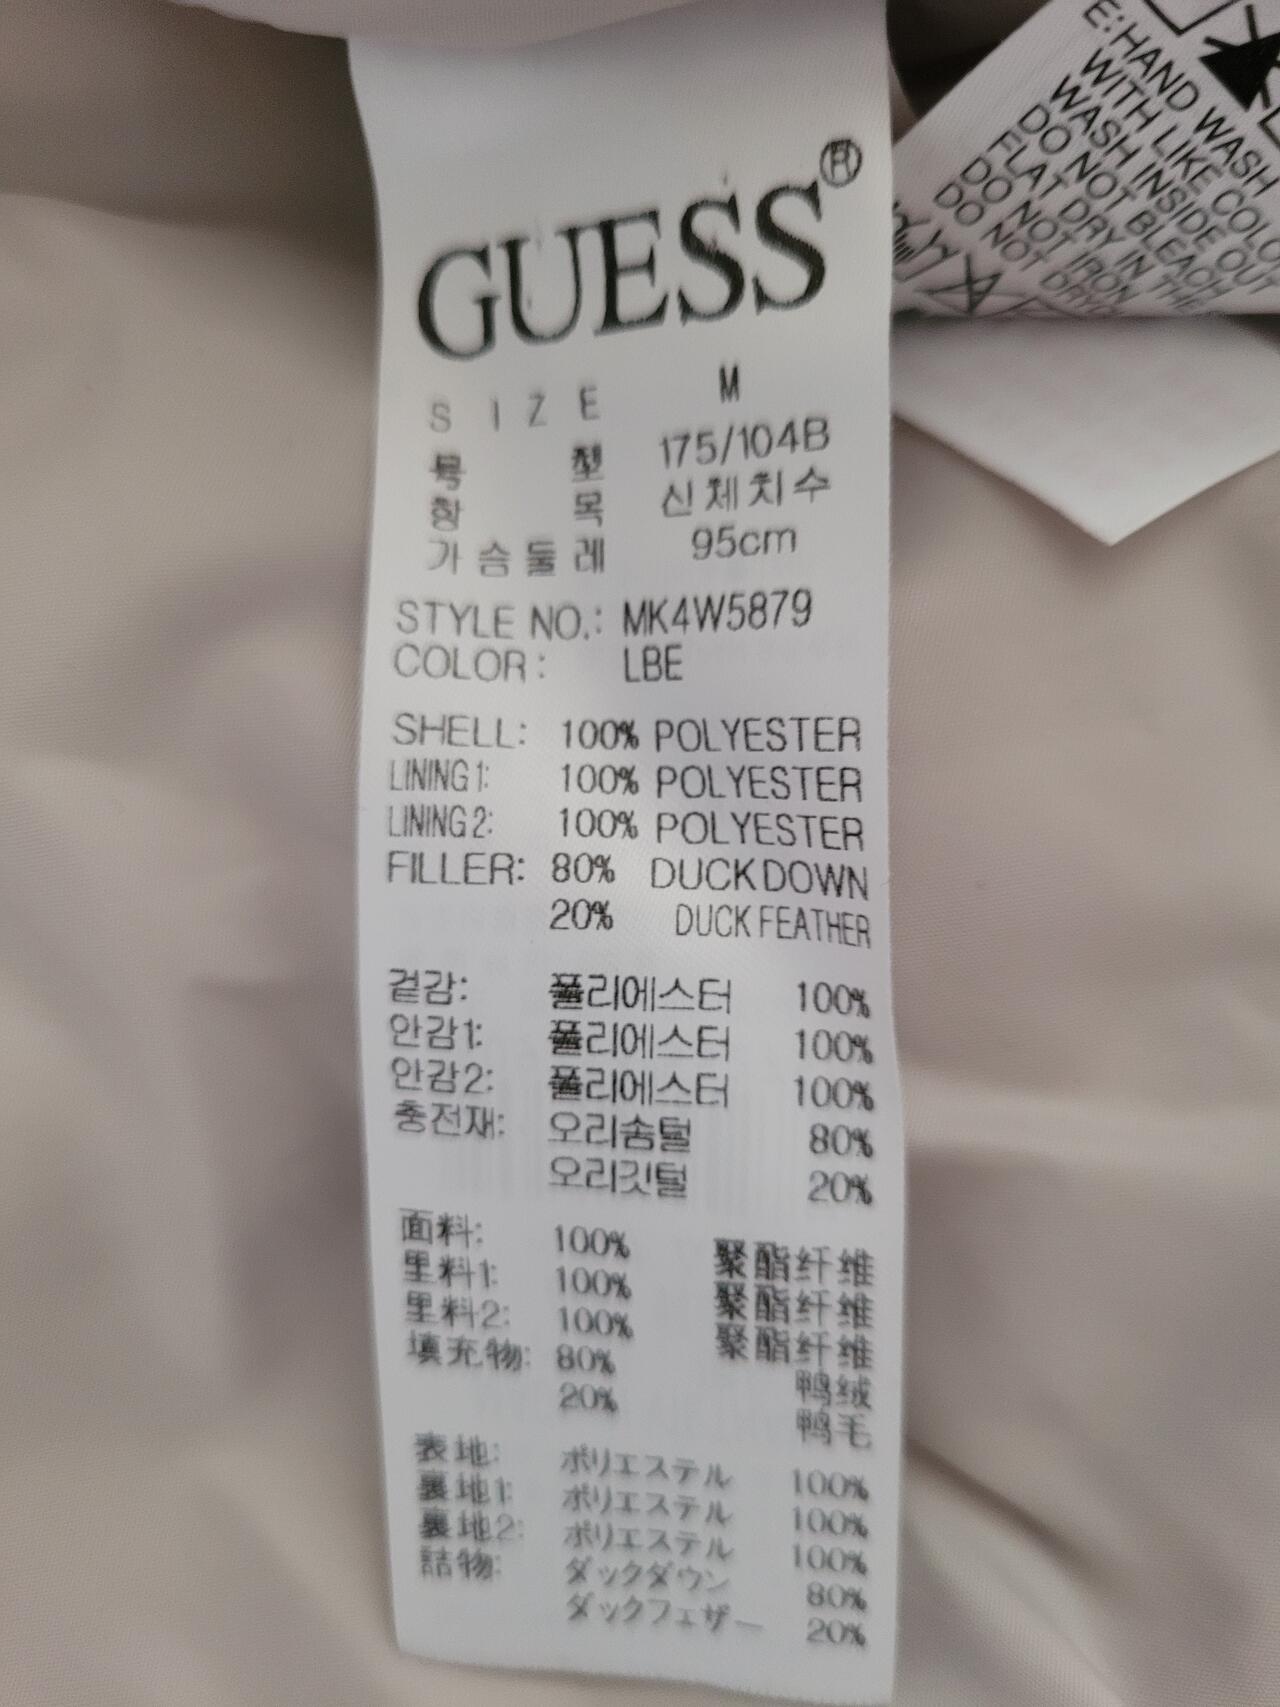 GUESS®
SIZE M
号型 175/104B
항목 신체치수
가슴둘레 95cm
STYLE NO.: MK4W5879
COLOR: LBE
SHELL: 100% POLYESTER
LINING 1: 100% POLYESTER
LINING 2: 100% POLYESTER
FILLER: 80% DUCK DOWN
20% DUCK FEATHER
겉감: 폴리에스터 100%
안감1: 폴리에스터 100%
안감2: 폴리에스터 100%
충전재: 오리솜털 80%
오리깃털 20%
面料: 100% 聚酯纤维
里料1: 100% 聚酯纤维
里料2: 100% 聚酯纤维
填充物: 80% 鸭绒
20% 鸭毛
表地: ポリエステル 100%
裏地1: ポリエステル 100%
裏地2: ポリエステル 100%
詰物: ダックダウン 80%
ダックフェザー 20%
E: HAND WASH
WITH LIKE COLO
WASH INSIDE OUT
DO NOT BLEACH
FLAT DRY IN THE
DO NOT IRON
DO NOT DRY